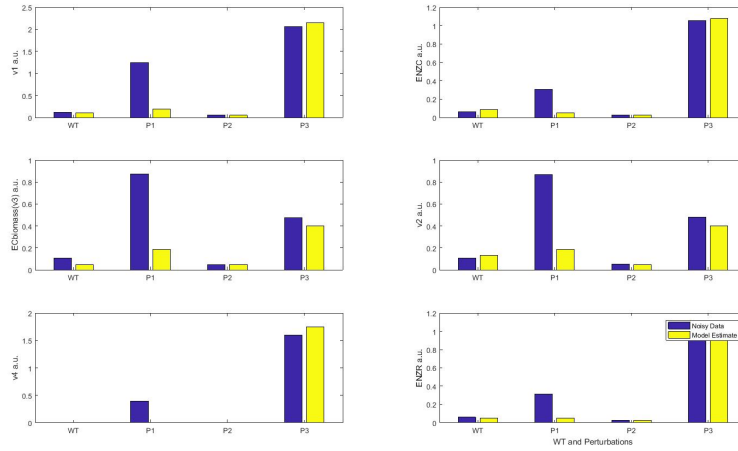 2.5
2
1.5
1
0.5
0
v1 a.u.
WT P1 P2 P3
1.2
1
0.8
0.6
0.4
0.2
0
ENZC a.u.
WT P1 P2 P3
1
0.8
0.6
0.4
0.2
0
ECbiomass(v3) a.u.
WT P1 P2 P3
1
0.8
0.6
0.4
0.2
0
v2 a.u.
WT P1 P2 P3
2
1.5
1
0.5
0
v4 a.u.
WT P1 P2 P3
1.2
1
0.8
0.6
0.4
0.2
0
ENZR a.u.
Noisy Data
Model Estimate
WT P1 P2 P3
WT and Perturbations